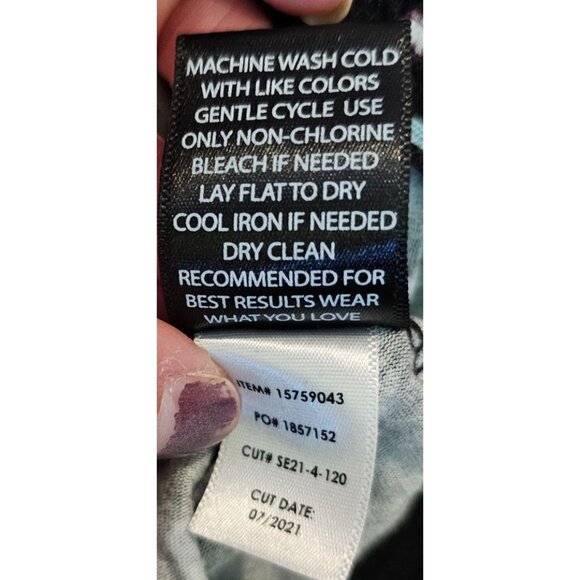 MACHINE WASH COLD
WITH LIKE COLORS
GENTLE CYCLE USE
ONLY NON-CHLORINE
BLEACH IF NEEDED
LAY FLAT TO DRY
COOL IRON IF NEEDED
DRY CLEAN
RECOMMENDED FOR
BEST RESULTS WEAR
WHAT YOU LOVE
ITEM# 15759043
PO# 1857152
CUT# SE21-4-120
CUT DATE:
07/2021